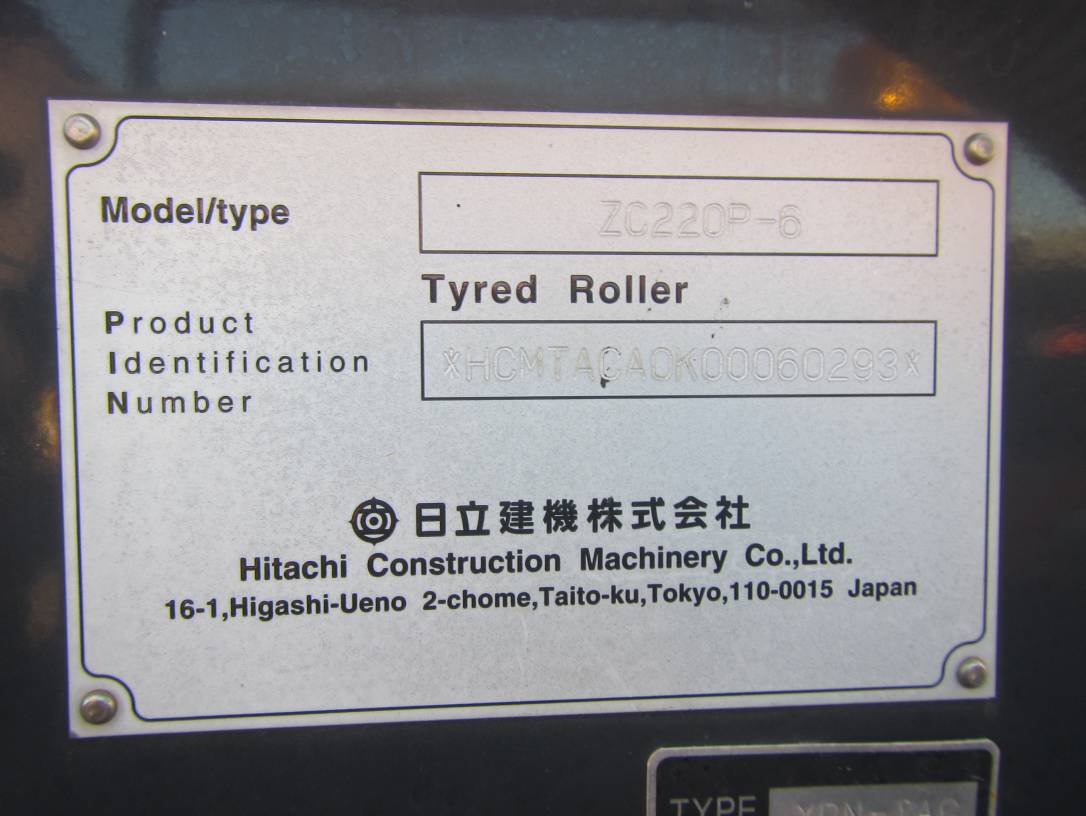 Model/type
ZC220P-6
Tyred Roller
Product
Identification
Number
*HCMTACA0K00060293*
日立建機株式会社
Hitachi Construction Machinery Co.,Ltd.
16-1,Higashi-Ueno 2-chome,Taito-ku,Tokyo,110-0015 Japan
TYPE